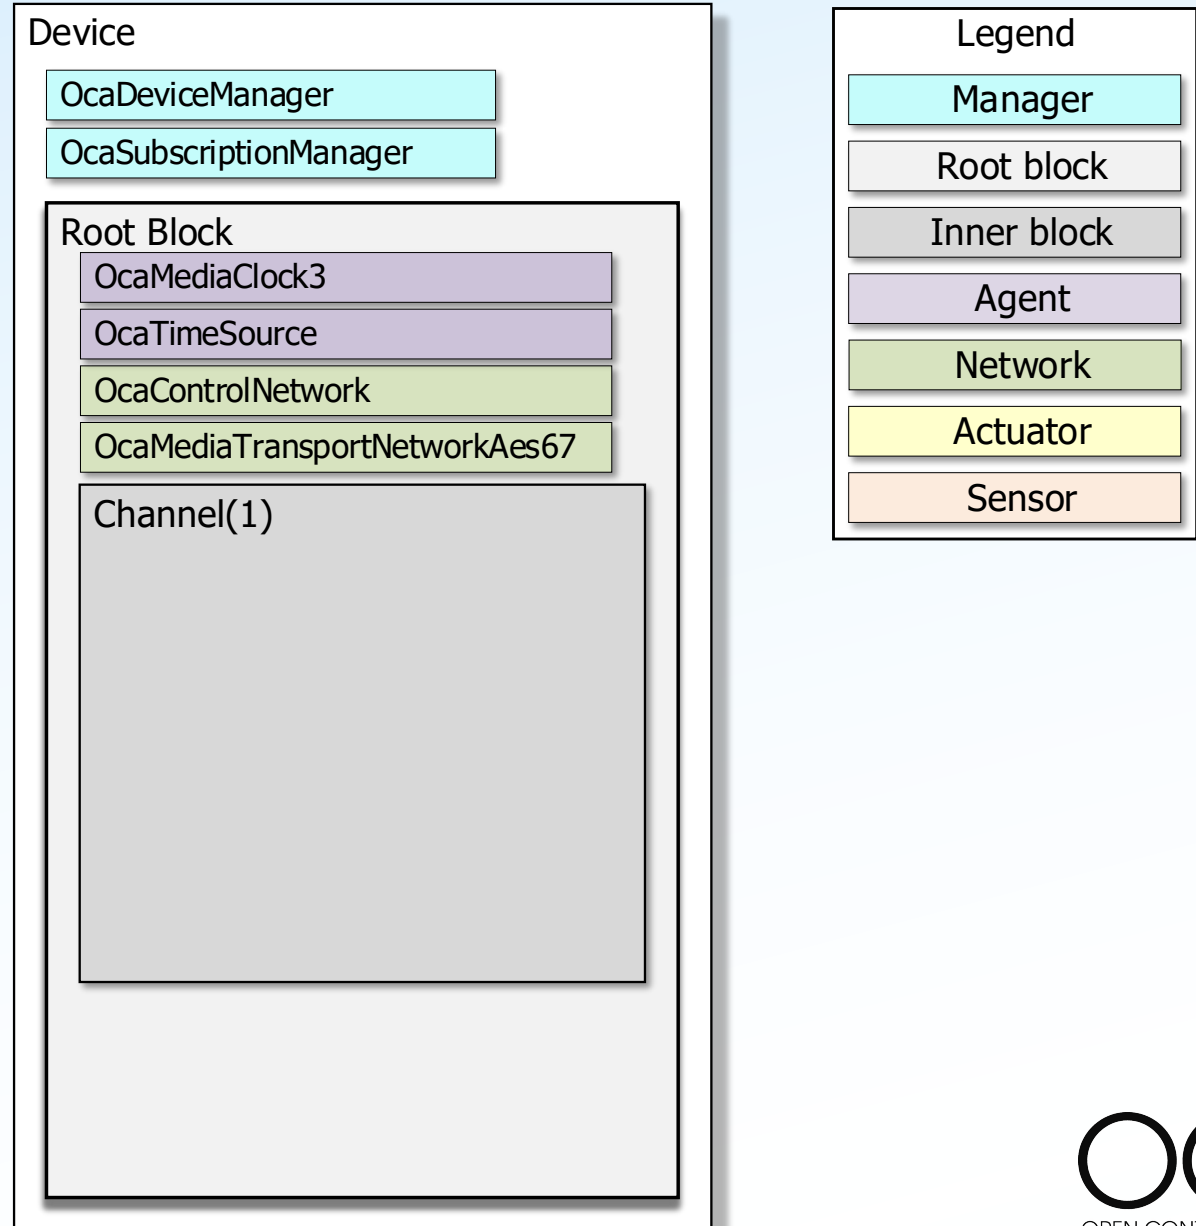 Device
OcaDeviceManager
OcaSubscriptionManager
Root Block
OcaMediaClock3
OcaTimeSource
OcaControlNetwork
OcaMediaTransportNetworkAes67
Channel(1)
Legend
Manager
Root block
Inner block
Agent
Network
Actuator
Sensor
OPEN